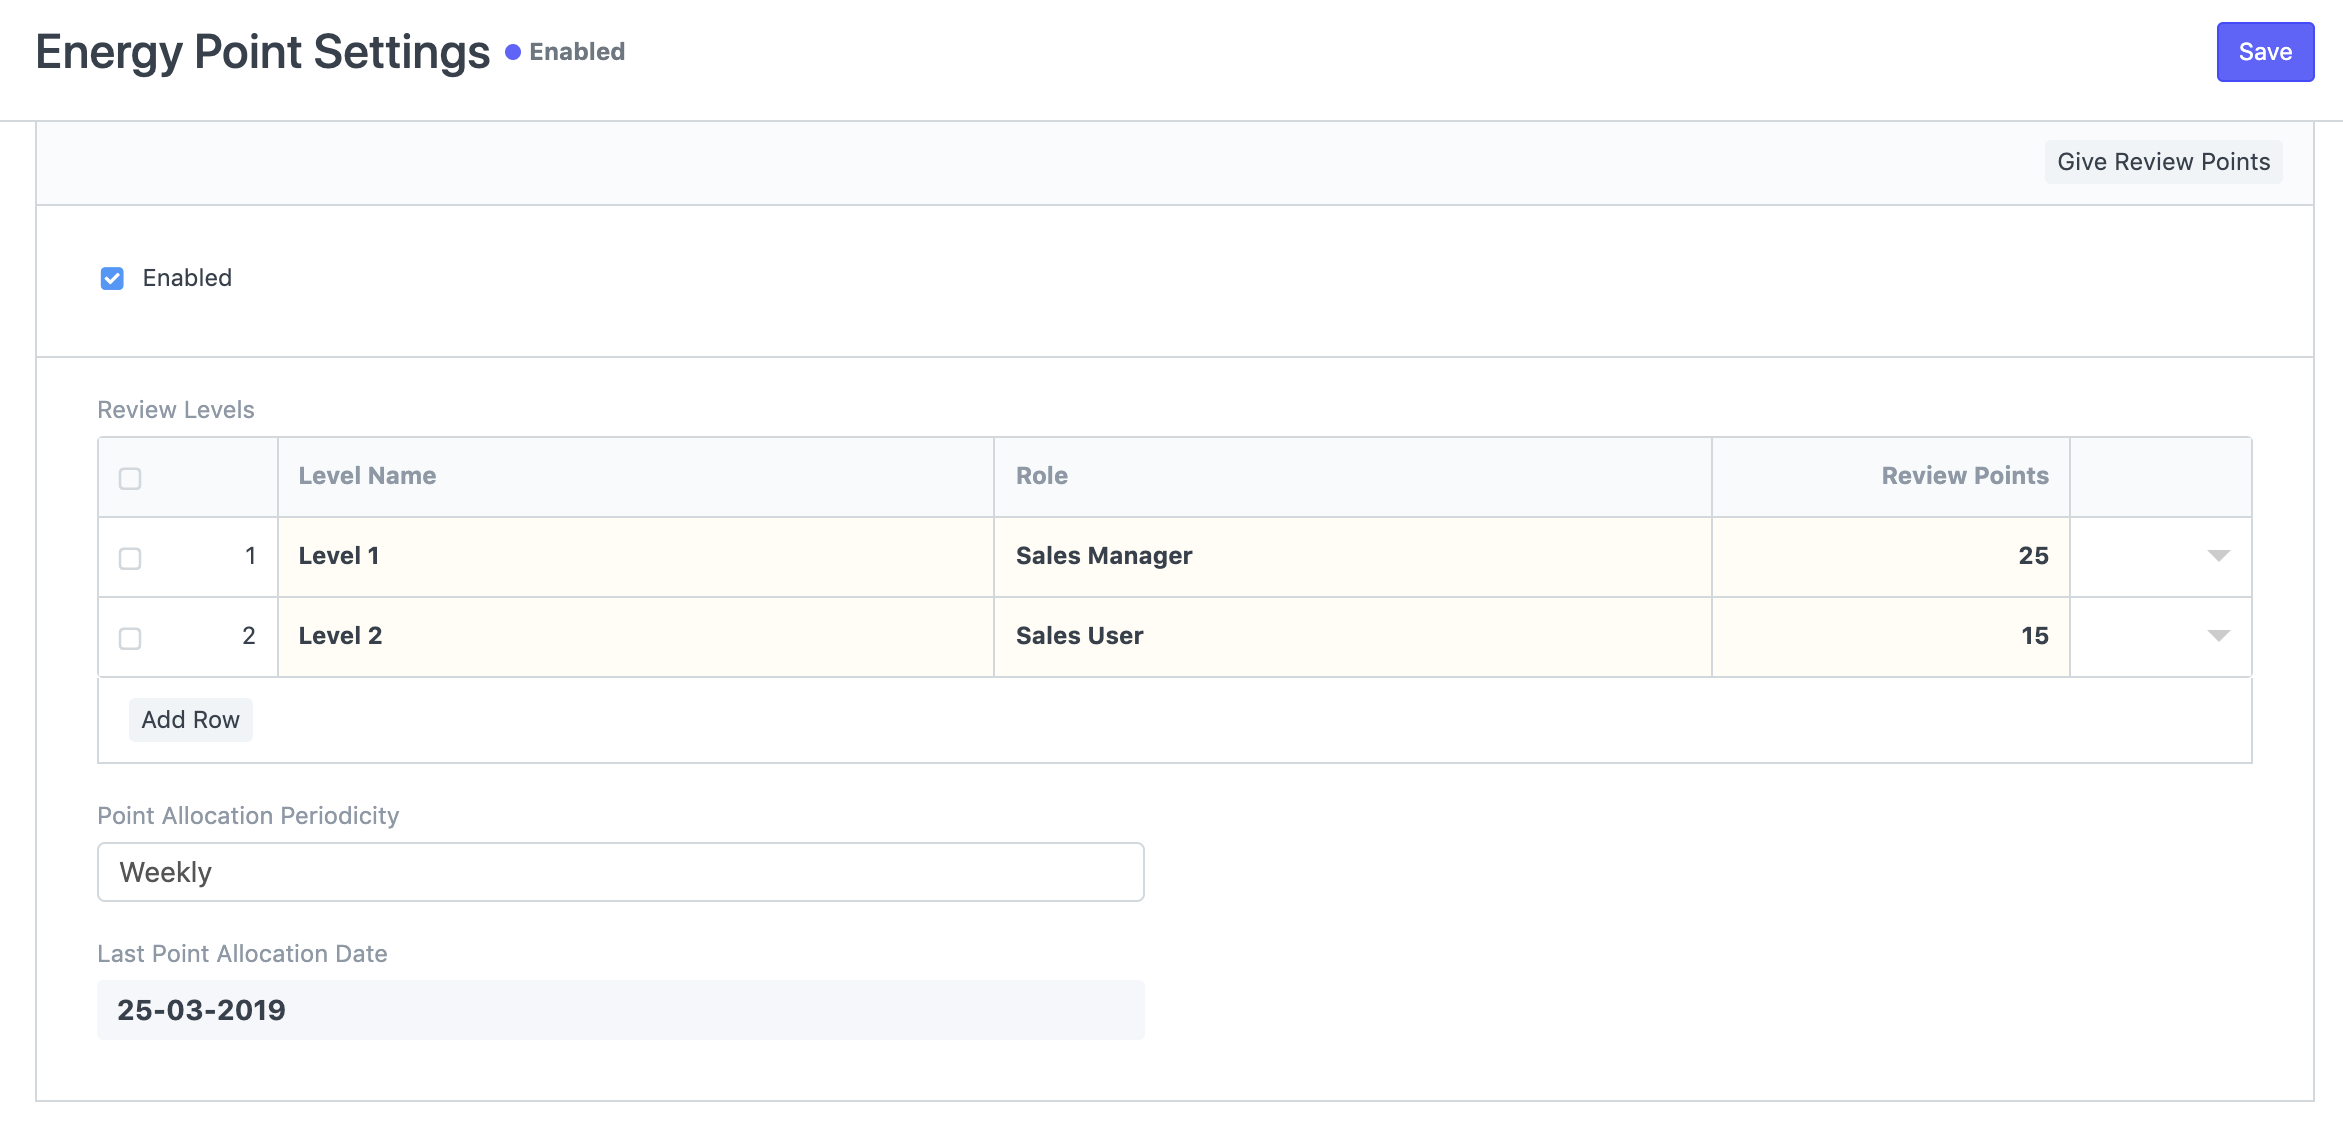 Energy Point Settings Enabled Save
Give Review Points
Enabled
Review Levels
Level Name Role Review Points
1 Level 1 Sales Manager 25
2 Level 2 Sales User 15
Add Row
Point Allocation Periodicity
Weekly
Last Point Allocation Date
25-03-2019